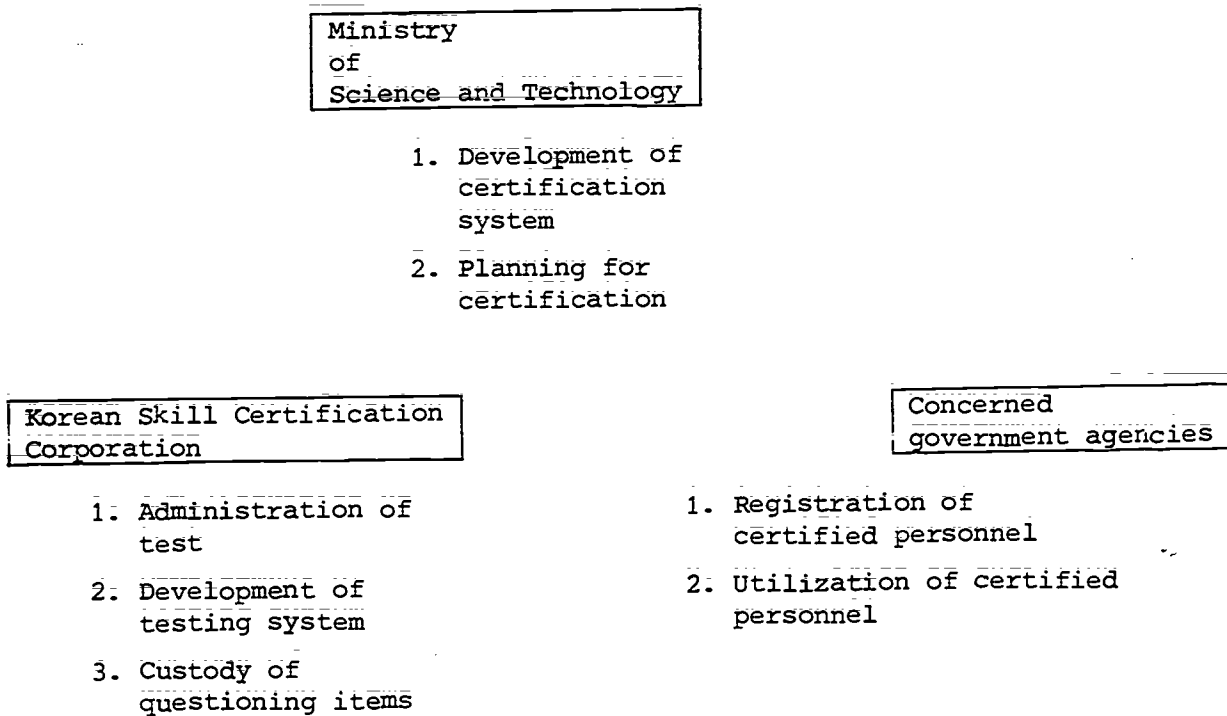 Ministry
of
Science and Technology
1. Development of
certification
system
2. Planning for
certification
Korean Skill Certification
Corporation
1. Administration of
test
2. Development of
testing system
3. Custody of
questioning items
Concerned
government agencies
1. Registration of
certified personnel
2. Utilization of certified
personnel